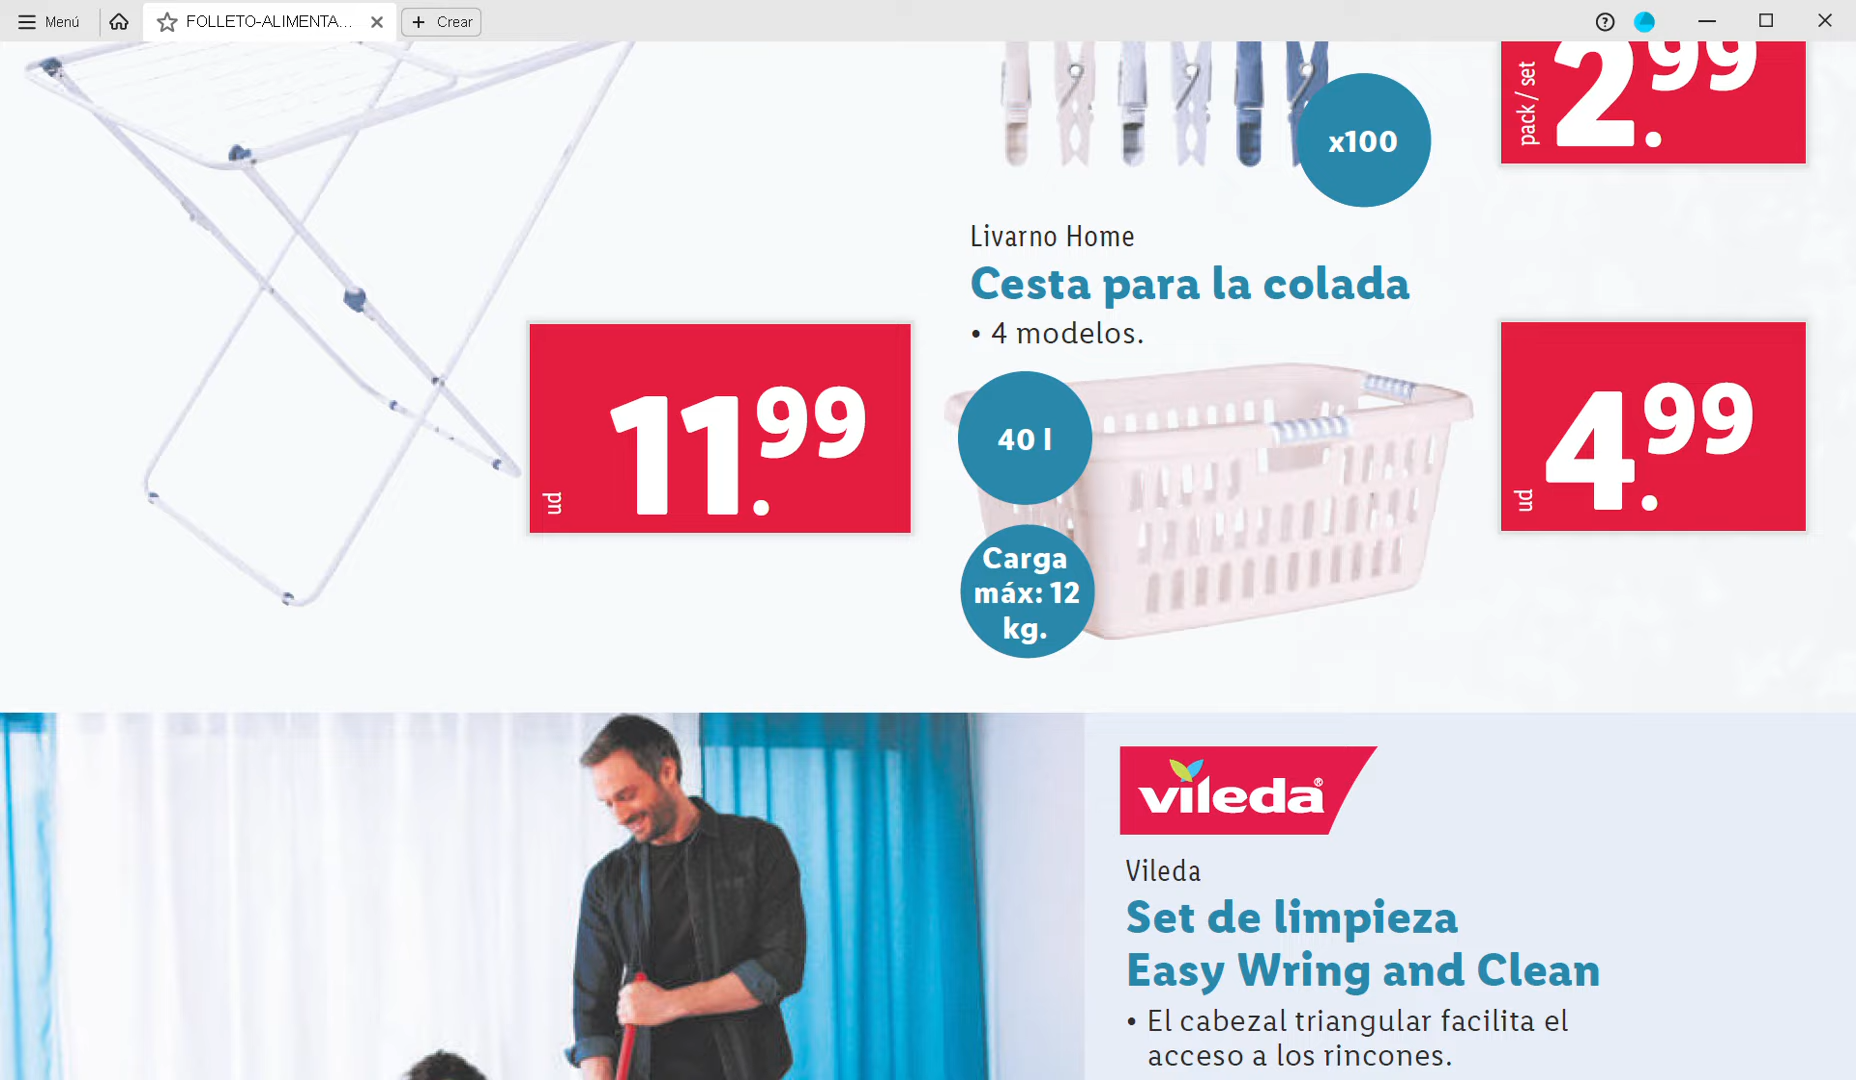 Menú
FOLLETO-ALIMENTA...
Crear
x100
pack / set
2.99
Livarno Home
Cesta para la colada
• 4 modelos.
ud
11.99
40 l
Carga
máx: 12
kg.
ud
4.99
vileda®
Vileda
Set de limpieza
Easy Wring and Clean
• El cabezal triangular facilita el
acceso a los rincones.